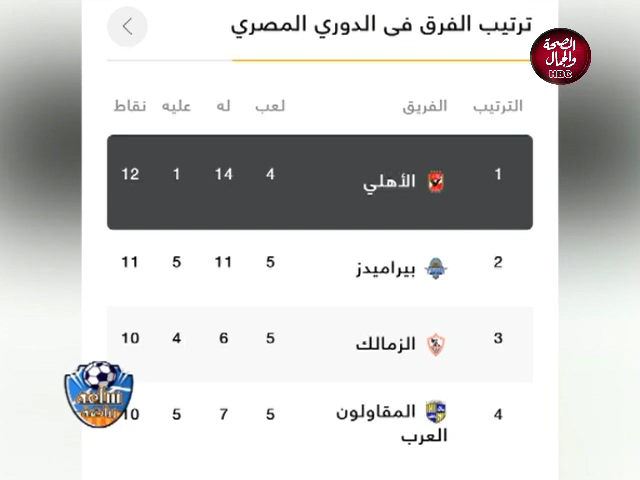 ترتيب الفرق فى الدوري المصري
الصحة
والجمال
HBC
الترتيب الفريق لعب له عليه نقاط
1 الأهلي 4 14 1 12
2 بيراميدز 5 11 5 11
3 الزمالك 5 6 4 10
4 المقاولون العرب 5 7 5 10
ساعة
رياضة